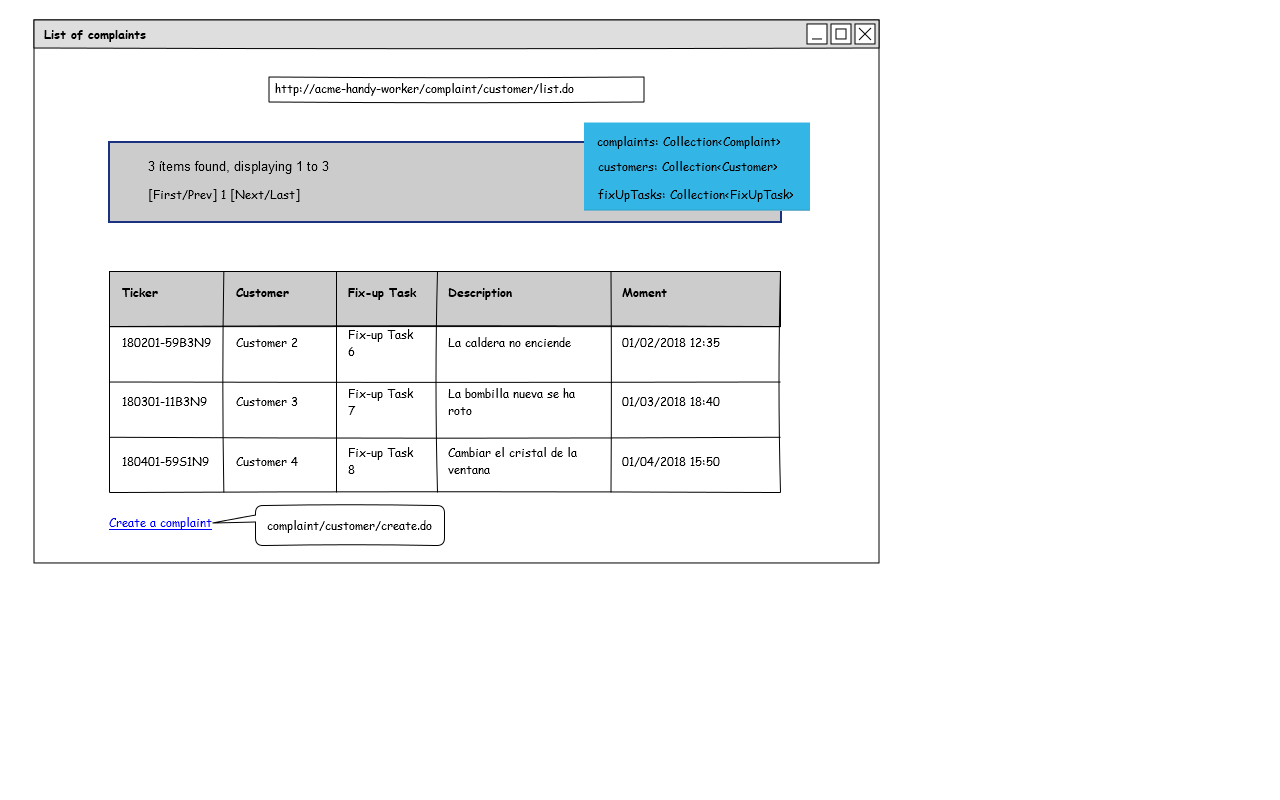 List of complaints
http://acme-handy-worker/complaint/customer/list.do
complaints: Collection<Complaint>
3 ítems found, displaying 1 to 3
customers: Collection<Customer>
[First/Prev] 1 [Next/Last]
fixUpTasks: Collection<FixUpTask>
Ticker Customer Fix-up Task Description Moment
180201-59B3N9 Customer 2 Fix-up Task 6 La caldera no enciende 01/02/2018 12:35
180301-11B3N9 Customer 3 Fix-up Task 7 La bombilla nueva se ha roto 01/03/2018 18:40
180401-59S1N9 Customer 4 Fix-up Task 8 Cambiar el cristal de la ventana 01/04/2018 15:50
Create a complaint
complaint/customer/create.do